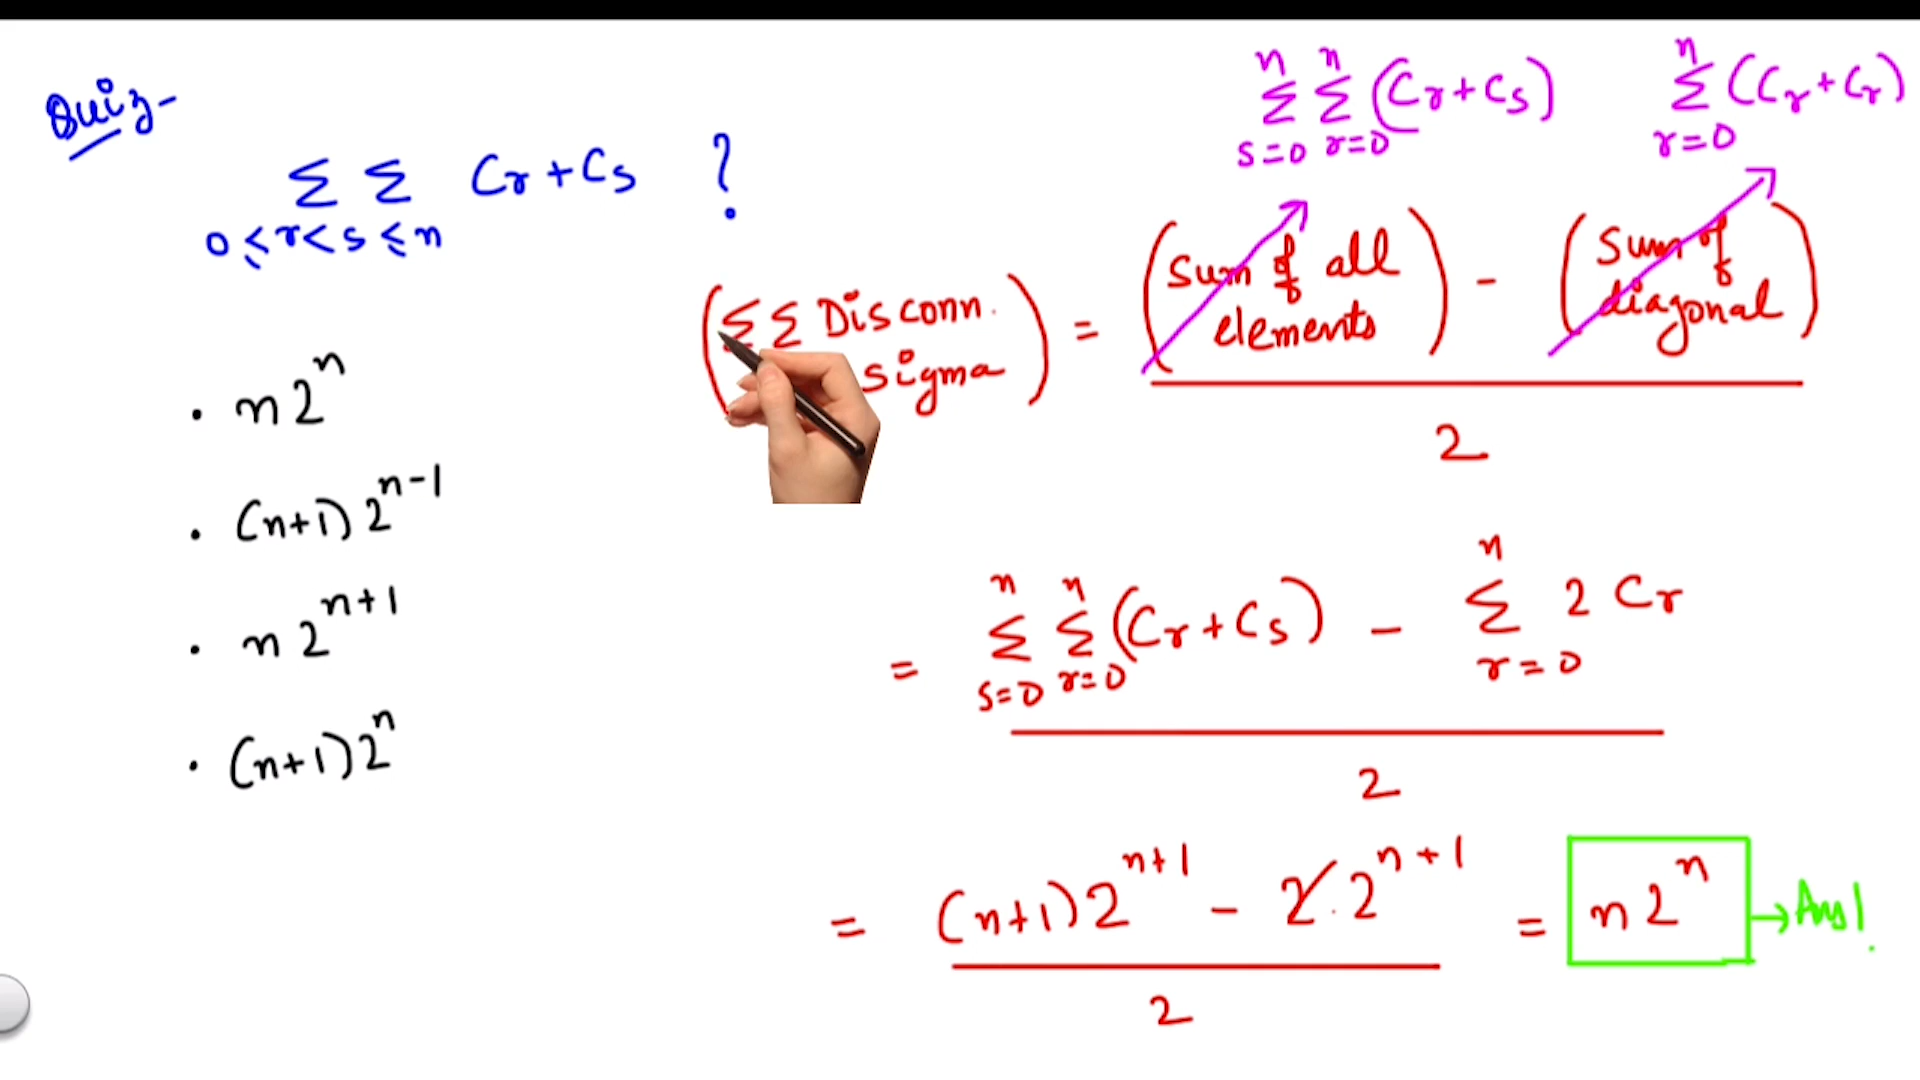 Quiz-
∑ ∑ Cr+Cs ?
0≤r<s≤n
• n2^n
• (n+1)2^(n-1)
• n2^(n+1)
• (n+1)2^n
n n
∑ ∑ (Cr+Cs)
s=0 r=0
n
∑ (Cr+Cr)
r=0
(∑ ∑ Disconn. sigma) = ((sum of all elements) - (sum of diagonal))
2
n n n
= ∑ ∑ (Cr+Cs) - ∑ 2 Cr
s=0 r=0 r=0
2
= (n+1)2^(n+1) - 2.2^(n+1) = n2^n → Ans!
2